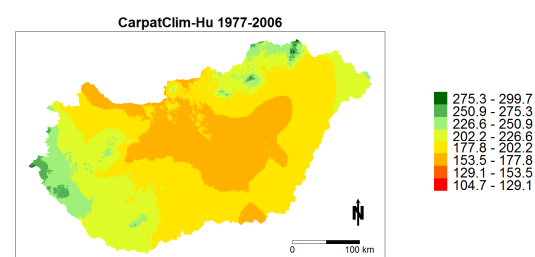 CarpatClim-Hu 1977-2006
275.3 - 299.7
250.9 - 275.3
226.6 - 250.9
202.2 - 226.6
177.8 - 202.2
153.5 - 177.8
129.1 - 153.5
104.7 - 129.1
N
0 100 km